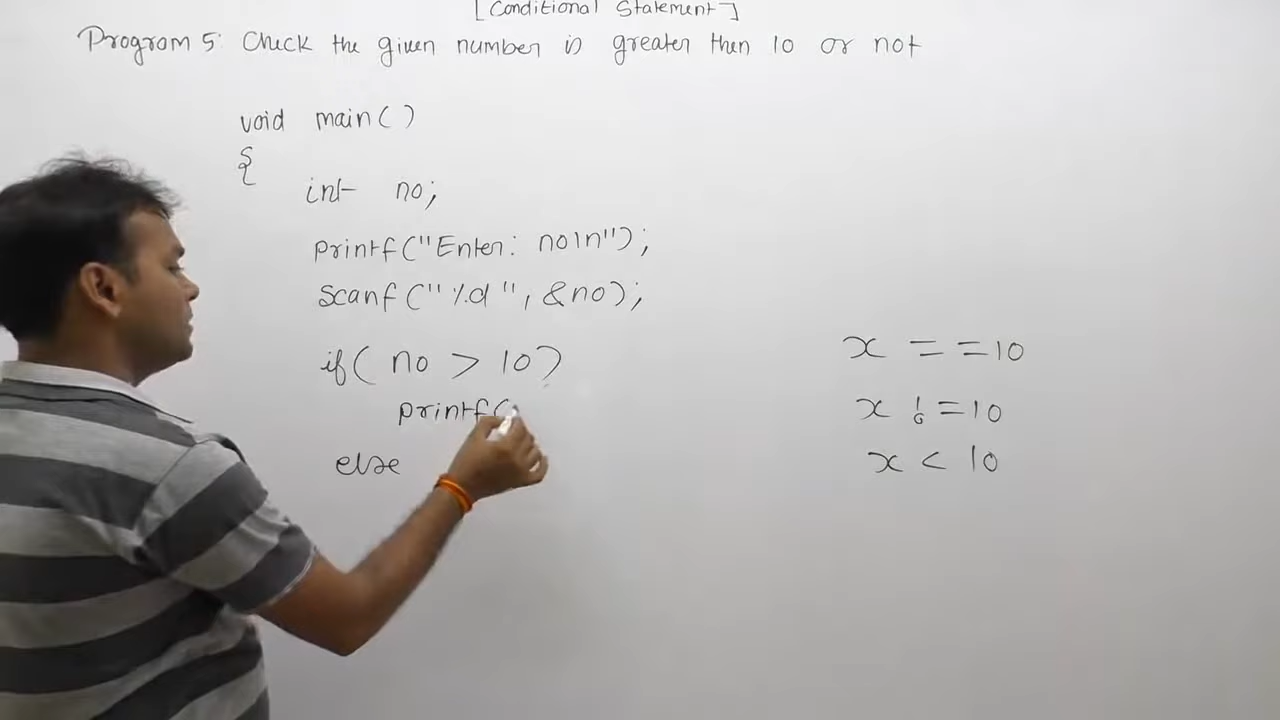 [Conditional Statement]
Program 5: Check the given number is greater then 10 or not
void main()
{
int no;
printf("Enter: no\n");
scanf("%d", &no);
if( no > 10)
printf(
else
x = =10
x != 10
x < 10